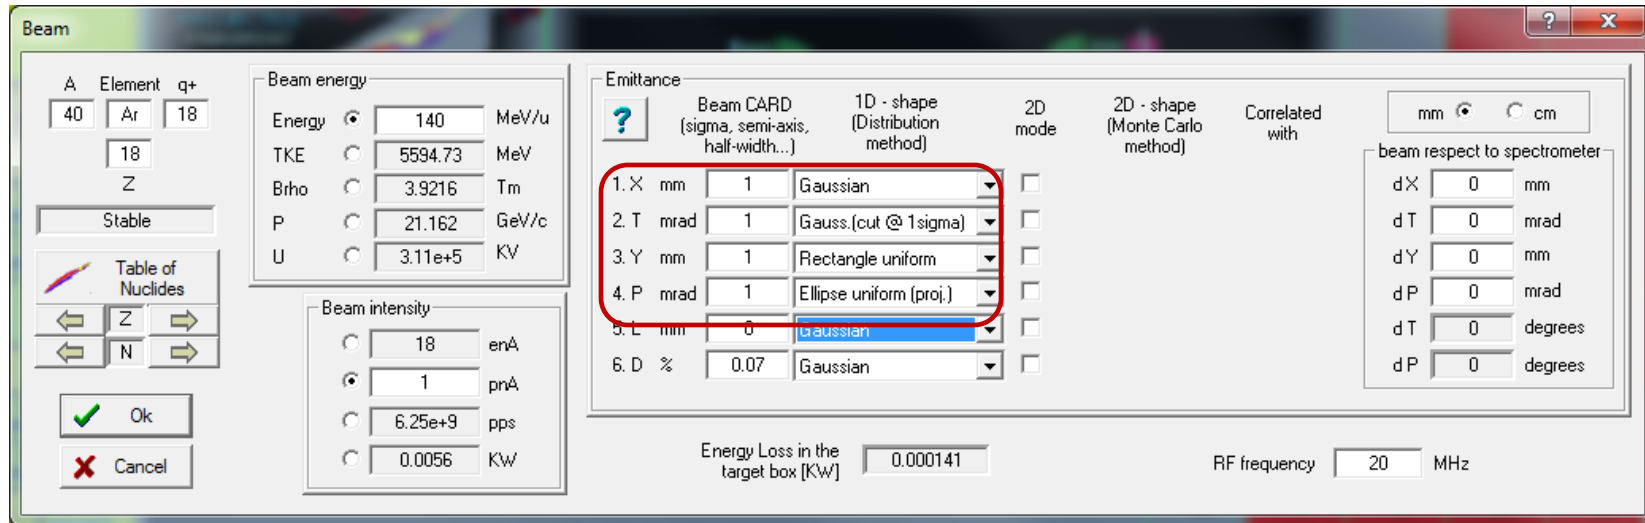 Beam
A Element q+
40 Ar 18
18
Z
Stable
Table of
Nuclides
Z
N
Ok
Cancel
Beam energy
Energy 140 MeV/u
TKE 5594.73 MeV
Brho 3.9216 Tm
P 21.162 GeV/c
U 3.11e+5 KV
Beam intensity
18 enA
1 pnA
6.25e+9 pps
0.0056 KW
Emittance
?
Beam CARD
(sigma, semi-axis,
half-width...)
1D - shape
(Distribution
method)
2D
mode
2D - shape
(Monte Carlo
method)
Correlated
with
1. X mm 1 Gaussian
2. T mrad 1 Gauss.(cut @ 1sigma)
3. Y mm 1 Rectangle uniform
4. P mrad 1 Ellipse uniform (proj.)
5. L mm 0 Gaussian
6. D % 0.07 Gaussian
mm cm
beam respect to spectrometer
dX 0 mm
dT 0 mrad
dY 0 mm
dP 0 mrad
dT 0 degrees
dP 0 degrees
Energy Loss in the
target box [KW] 0.000141
RF frequency 20 MHz